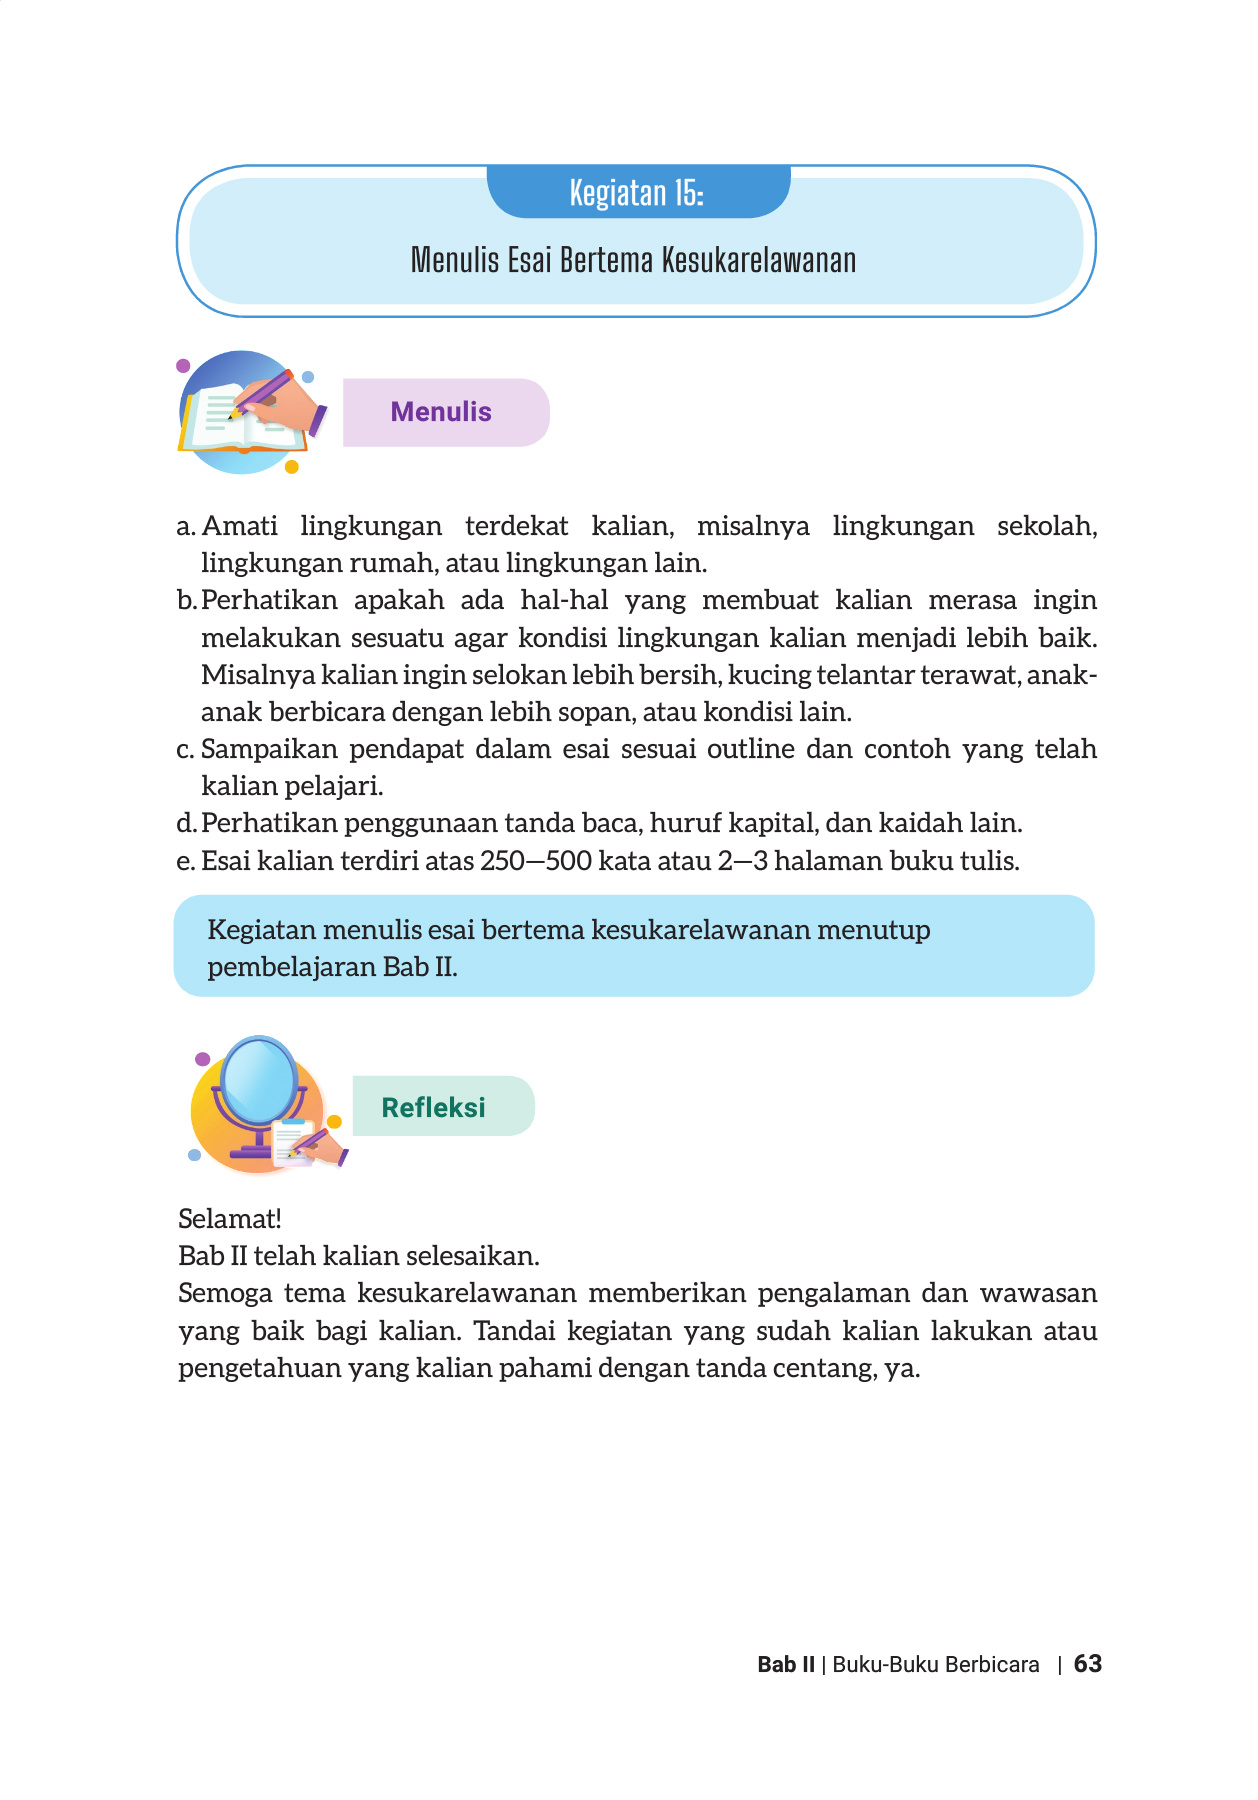 Kegiatan 15:
Menulis Esai Bertema Kesukarelawanan
Menulis
a. Amati lingkungan terdekat kalian, misalnya lingkungan sekolah,
lingkungan rumah, atau lingkungan lain.
b. Perhatikan apakah ada hal-hal yang membuat kalian merasa ingin
melakukan sesuatu agar kondisi lingkungan kalian menjadi lebih baik.
Misalnya kalian ingin selokan lebih bersih, kucing telantar terawat, anak-
anak berbicara dengan lebih sopan, atau kondisi lain.
c. Sampaikan pendapat dalam esai sesuai outline dan contoh yang telah
kalian pelajari.
d. Perhatikan penggunaan tanda baca, huruf kapital, dan kaidah lain.
e. Esai kalian terdiri atas 250—500 kata atau 2—3 halaman buku tulis.
Kegiatan menulis esai bertema kesukarelawanan menutup
pembelajaran Bab II.
Refleksi
Selamat!
Bab II telah kalian selesaikan.
Semoga tema kesukarelawanan memberikan pengalaman dan wawasan
yang baik bagi kalian. Tandai kegiatan yang sudah kalian lakukan atau
pengetahuan yang kalian pahami dengan tanda centang, ya.
Bab II | Buku-Buku Berbicara | 63